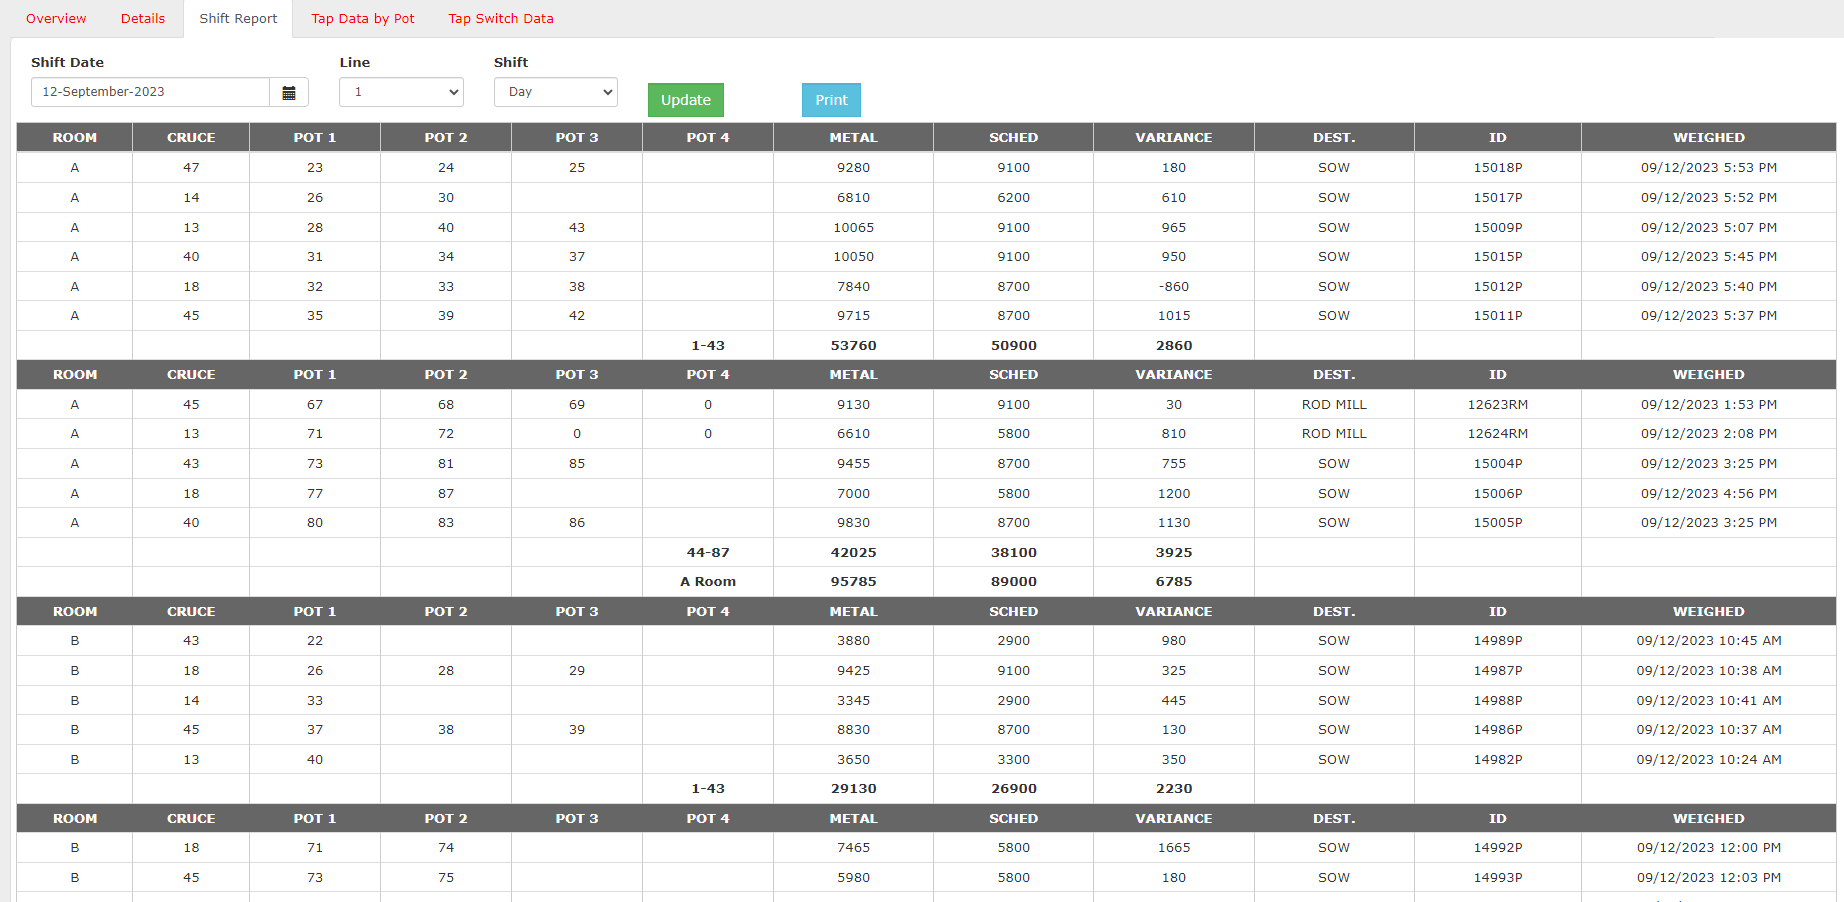 Overview Details Shift Report Tap Data by Pot Tap Switch Data
Shift Date Line Shift
12-September-2023 1 Day Update Print
ROOM CRUCE POT 1 POT 2 POT 3 POT 4 METAL SCHED VARIANCE DEST. ID WEIGHED
A 47 23 24 25 9280 9100 180 SOW 15018P 09/12/2023 5:53 PM
A 14 26 30 6810 6200 610 SOW 15017P 09/12/2023 5:52 PM
A 13 28 40 43 10065 9100 965 SOW 15009P 09/12/2023 5:07 PM
A 40 31 34 37 10050 9100 950 SOW 15015P 09/12/2023 5:45 PM
A 18 32 33 38 7840 8700 -860 SOW 15012P 09/12/2023 5:40 PM
A 45 35 39 42 9715 8700 1015 SOW 15011P 09/12/2023 5:37 PM
1-43 53760 50900 2860
ROOM CRUCE POT 1 POT 2 POT 3 POT 4 METAL SCHED VARIANCE DEST. ID WEIGHED
A 45 67 68 69 0 9130 9100 30 ROD MILL 12623RM 09/12/2023 1:53 PM
A 13 71 72 0 0 6610 5800 810 ROD MILL 12624RM 09/12/2023 2:08 PM
A 43 73 81 85 9455 8700 755 SOW 15004P 09/12/2023 3:25 PM
A 18 77 87 7000 5800 1200 SOW 15006P 09/12/2023 4:56 PM
A 40 80 83 86 9830 8700 1130 SOW 15005P 09/12/2023 3:25 PM
44-87 42025 38100 3925
A Room 95785 89000 6785
ROOM CRUCE POT 1 POT 2 POT 3 POT 4 METAL SCHED VARIANCE DEST. ID WEIGHED
B 43 22 3880 2900 980 SOW 14989P 09/12/2023 10:45 AM
B 18 26 28 29 9425 9100 325 SOW 14987P 09/12/2023 10:38 AM
B 14 33 3345 2900 445 SOW 14988P 09/12/2023 10:41 AM
B 45 37 38 39 8830 8700 130 SOW 14986P 09/12/2023 10:37 AM
B 13 40 3650 3300 350 SOW 14982P 09/12/2023 10:24 AM
1-43 29130 26900 2230
ROOM CRUCE POT 1 POT 2 POT 3 POT 4 METAL SCHED VARIANCE DEST. ID WEIGHED
B 18 71 74 7465 5800 1665 SOW 14992P 09/12/2023 12:00 PM
B 45 73 75 5980 5800 180 SOW 14993P 09/12/2023 12:03 PM